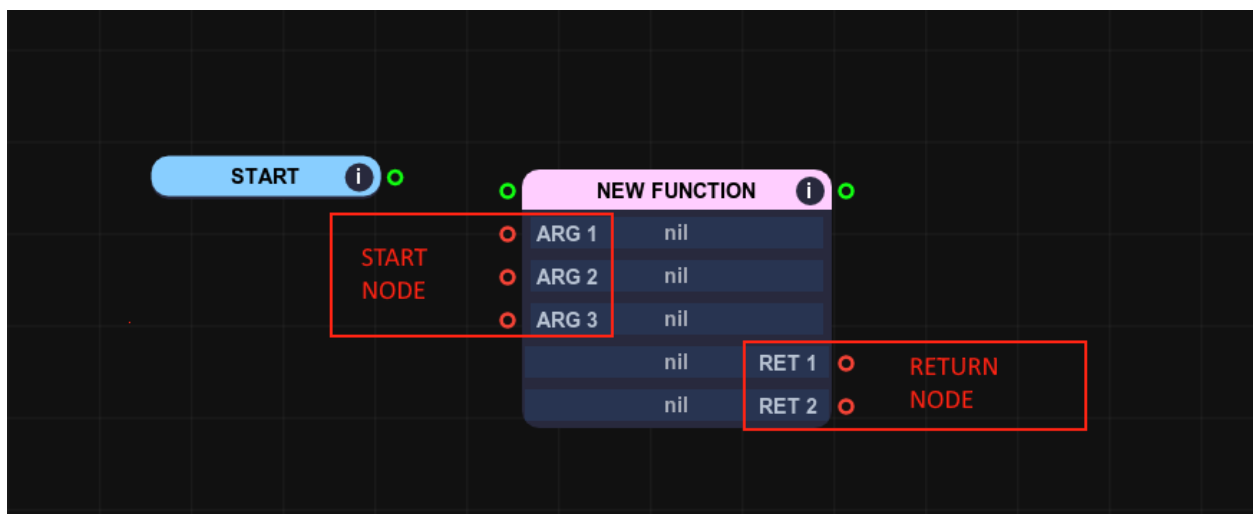 START i
NEW FUNCTION i
START
NODE
ARG 1 nil
ARG 2 nil
ARG 3 nil
nil RET 1
nil RET 2
RETURN
NODE